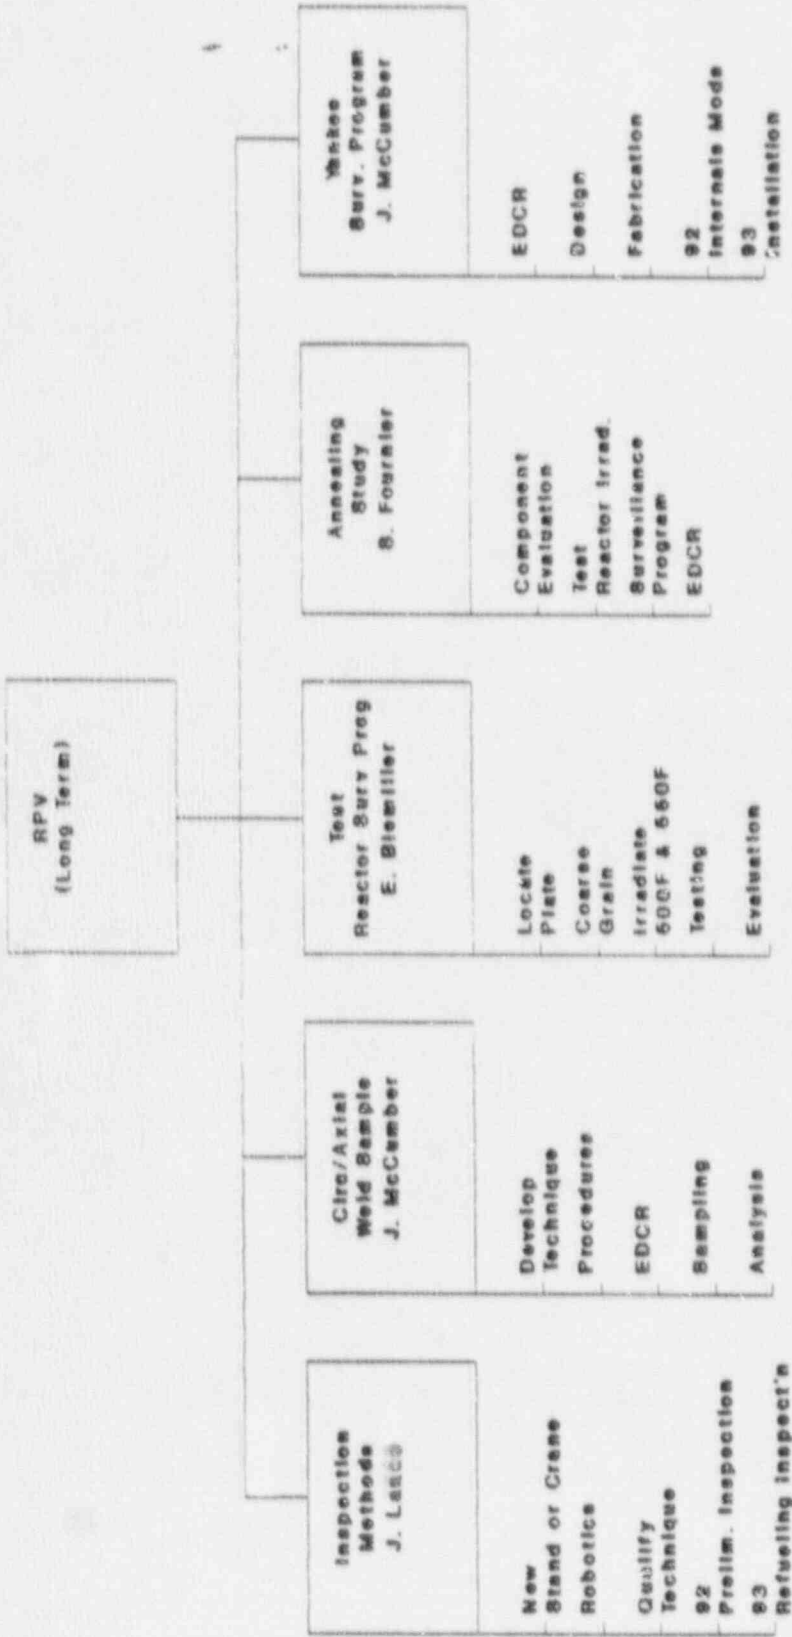 RPV
(Long Term)
Inspection
Methods
J. Lance
New
Stand or Crane
Robotics
Qualify
Technique
92
Prelim. Inspection
93
Refueling Inspect'n
Circ/Axial
Weld Sample
J. McCumber
Develop
Technique
Procedures
EDCR
Sampling
Analysis
Test
Reactor Surv Prog
E. Biemiller
Locate
Plate
Coarse
Grain
Irradiate
500F & 550F
Testing
Evaluation
Annealing
Study
S. Fournier
Component
Evaluation
Test
Reactor Irrad.
Surveillance
Program
EDCR
Yankee
Surv. Program
J. McCumber
EDCR
Design
Fabrication
92
Internals Mode
93
Installation